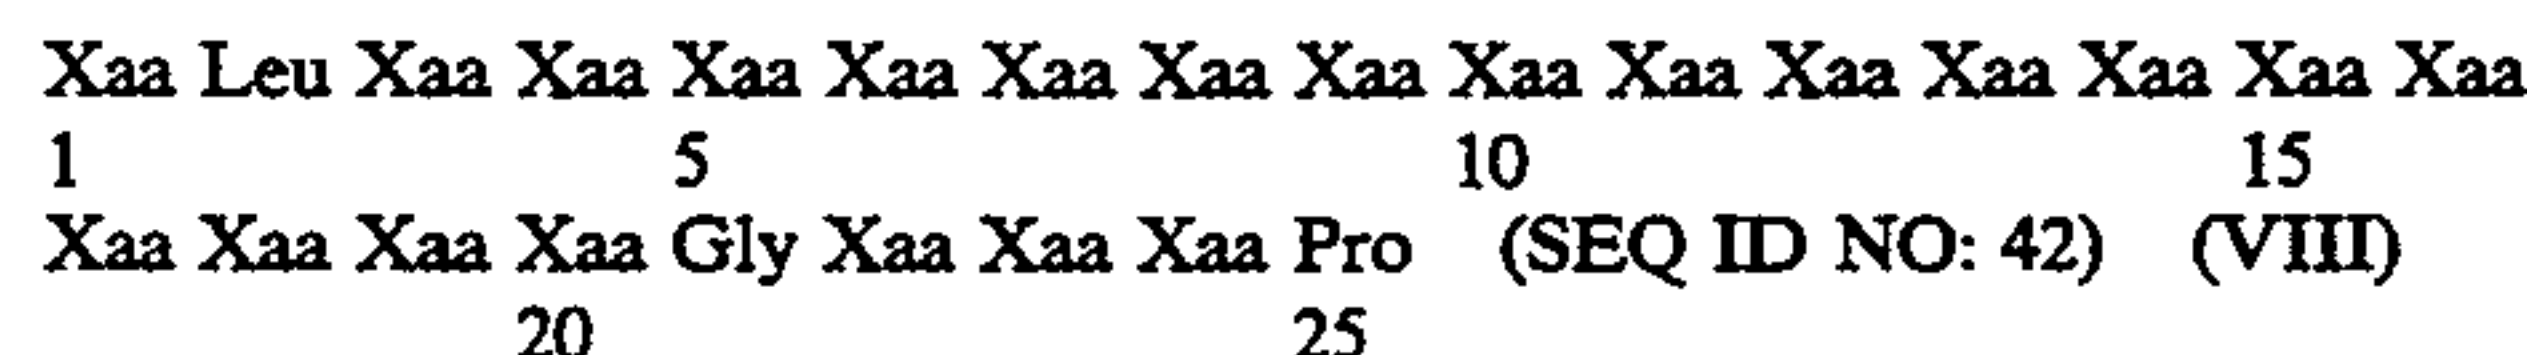 Xaa Leu Xaa Xaa Xaa Xaa Xaa Xaa Xaa Xaa Xaa Xaa Xaa Xaa Xaa Xaa
1 5 10 15
Xaa Xaa Xaa Xaa Gly Xaa Xaa Xaa Pro (SEQ ID NO: 42) (VIII)
20 25